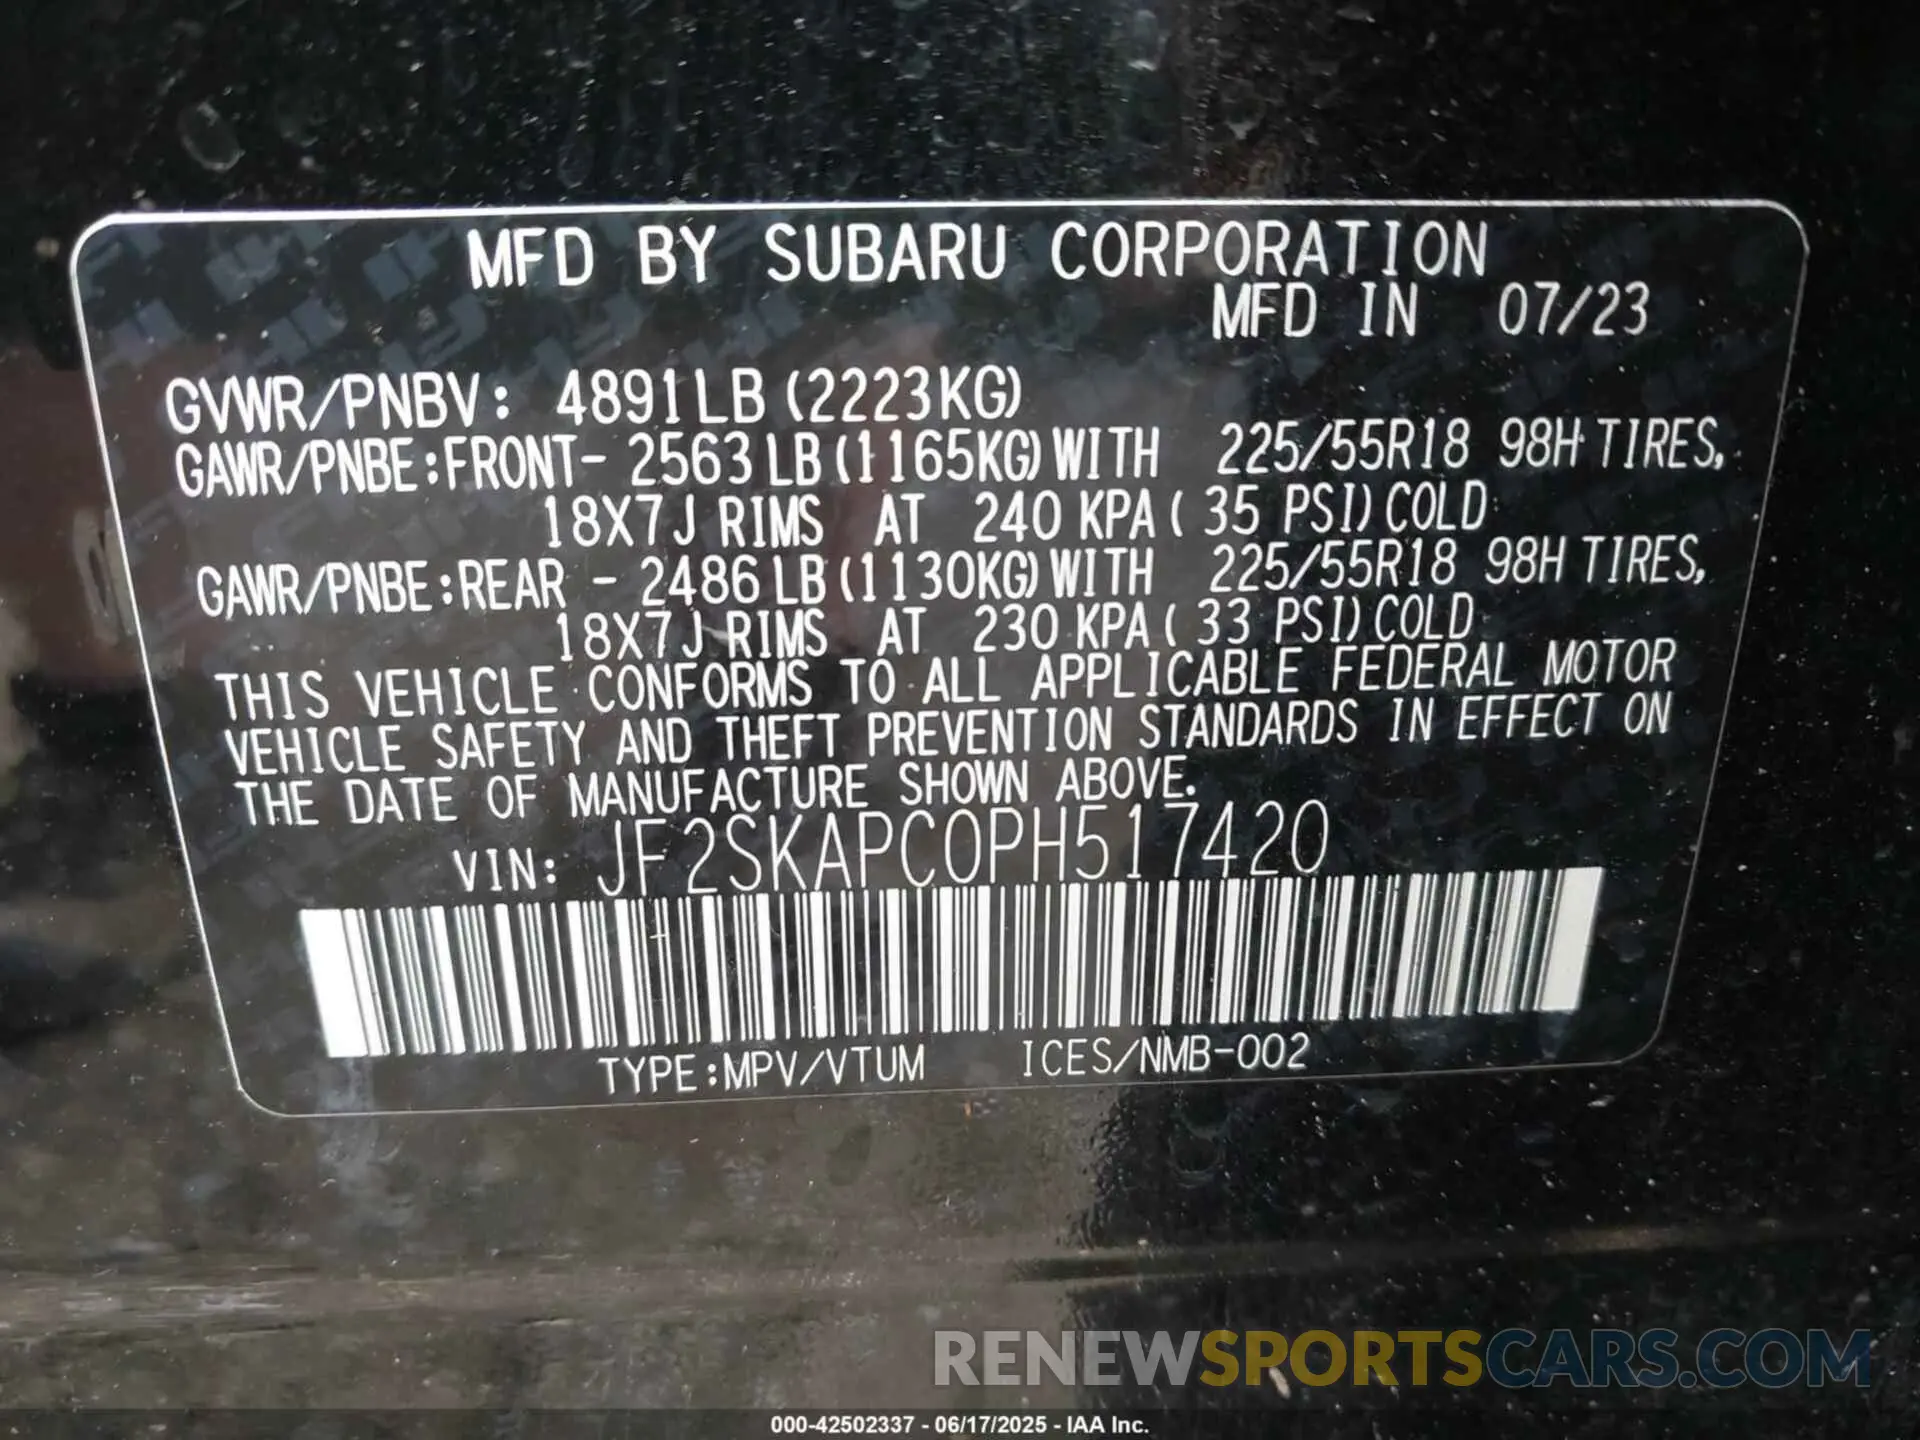 MFD BY SUBARU CORPORATION
MFD IN 07/23
GVWR/PNBV: 4891LB (2223KG)
GAWR/PNBE:FRONT- 2563LB(1165KG)WITH 225/55R18 98H TIRES,
18X7J RIMS AT 240 KPA( 35 PSI)COLD
GAWR/PNBE:REAR - 2486LB(1130KG)WITH 225/55R18 98H TIRES,
18X7J RIMS AT 230 KPA( 33 PSI)COLD
THIS VEHICLE CONFORMS TO ALL APPLICABLE FEDERAL MOTOR
VEHICLE SAFETY AND THEFT PREVENTION STANDARDS IN EFFECT ON
THE DATE OF MANUFACTURE SHOWN ABOVE.
VIN: JF2SKAPC0PH517420
TYPE:MPV/VTUM ICES/NMB-002
RENEWSPORTSCARS.COM
000-42502337 - 06/17/2025 - IAA Inc.